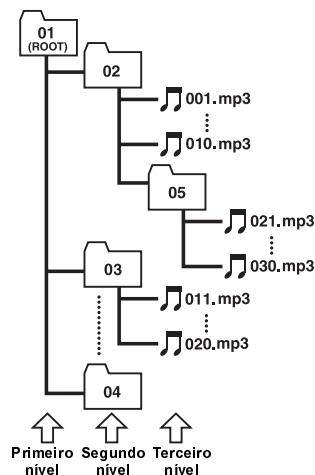 01
(ROOT)
02
001.mp3
010.mp3
05
021.mp3
030.mp3
03
011.mp3
020.mp3
04
Primeiro nível
Segundo nível
Terceiro nível